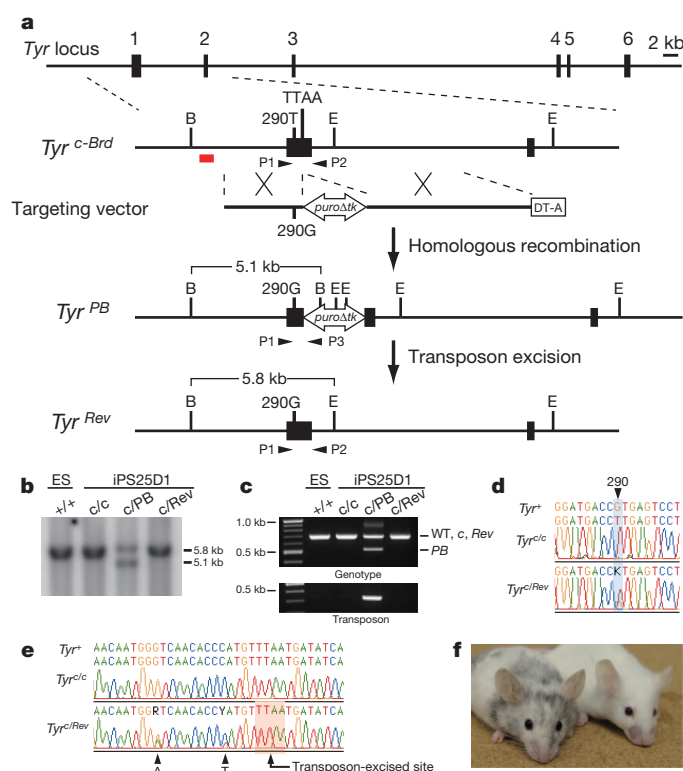 a
1 2 3 4 5 6 2 kb
Tyr locus
TTAA
B 290T E E
Tyr c-Brd
P1 P2
Targeting vector puroΔtk DT-A
290G
Homologous recombination
5.1 kb
B 290G B E E E E
Tyr PB puroΔtk
P1 P3
Transposon excision
5.8 kb
B 290G E E
Tyr Rev
P1 P2
b
ES iPS25D1
+/+ c/c c/PB c/Rev
5.8 kb
5.1 kb
c
ES iPS25D1
+/+ c/c c/PB c/Rev
1.0 kb
WT, c, Rev
0.5 kb
PB
Genotype
0.5 kb
Transposon
d
290
Tyr+ GGATGACCGTGAGTCCT
GGATGACCTTGAGTCCT
Tyrc/c
GGATGACCKTGAGTCCT
Tyrc/Rev
e
Tyr+ AACAATGGGTCAACACCCATGTTTAATGATATCA
AACAATGGGTCAACACCCATGTTTAATGATATCA
Tyrc/c
AACAATGGRTCAACACCYATGTTTAATGATATCA
Tyrc/Rev
A T Transposon-excised site
f